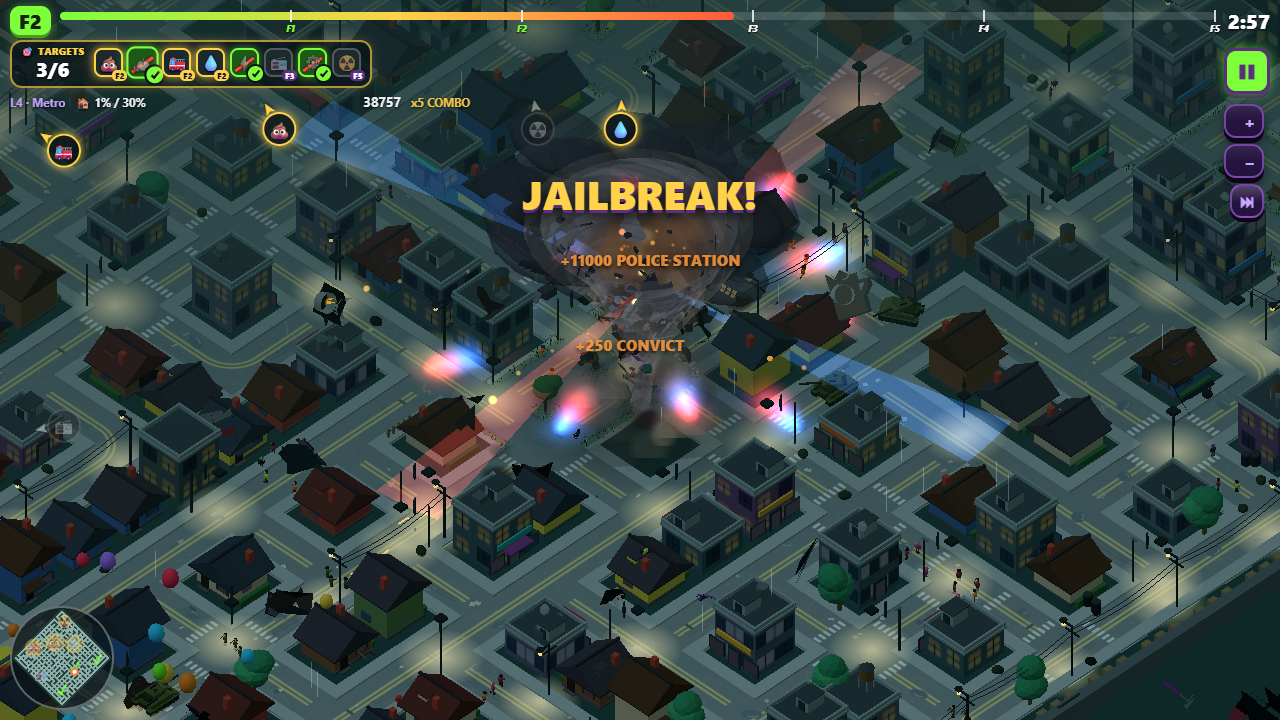 F2
F1
F2
F3
F4
F5
2:57
TARGETS
3/6
F2
F2
F2
F3
F5
L4 · Metro
1% / 30%
38757
x5 COMBO
+
−
JAILBREAK!
+11000 POLICE STATION
+250 CONVICT